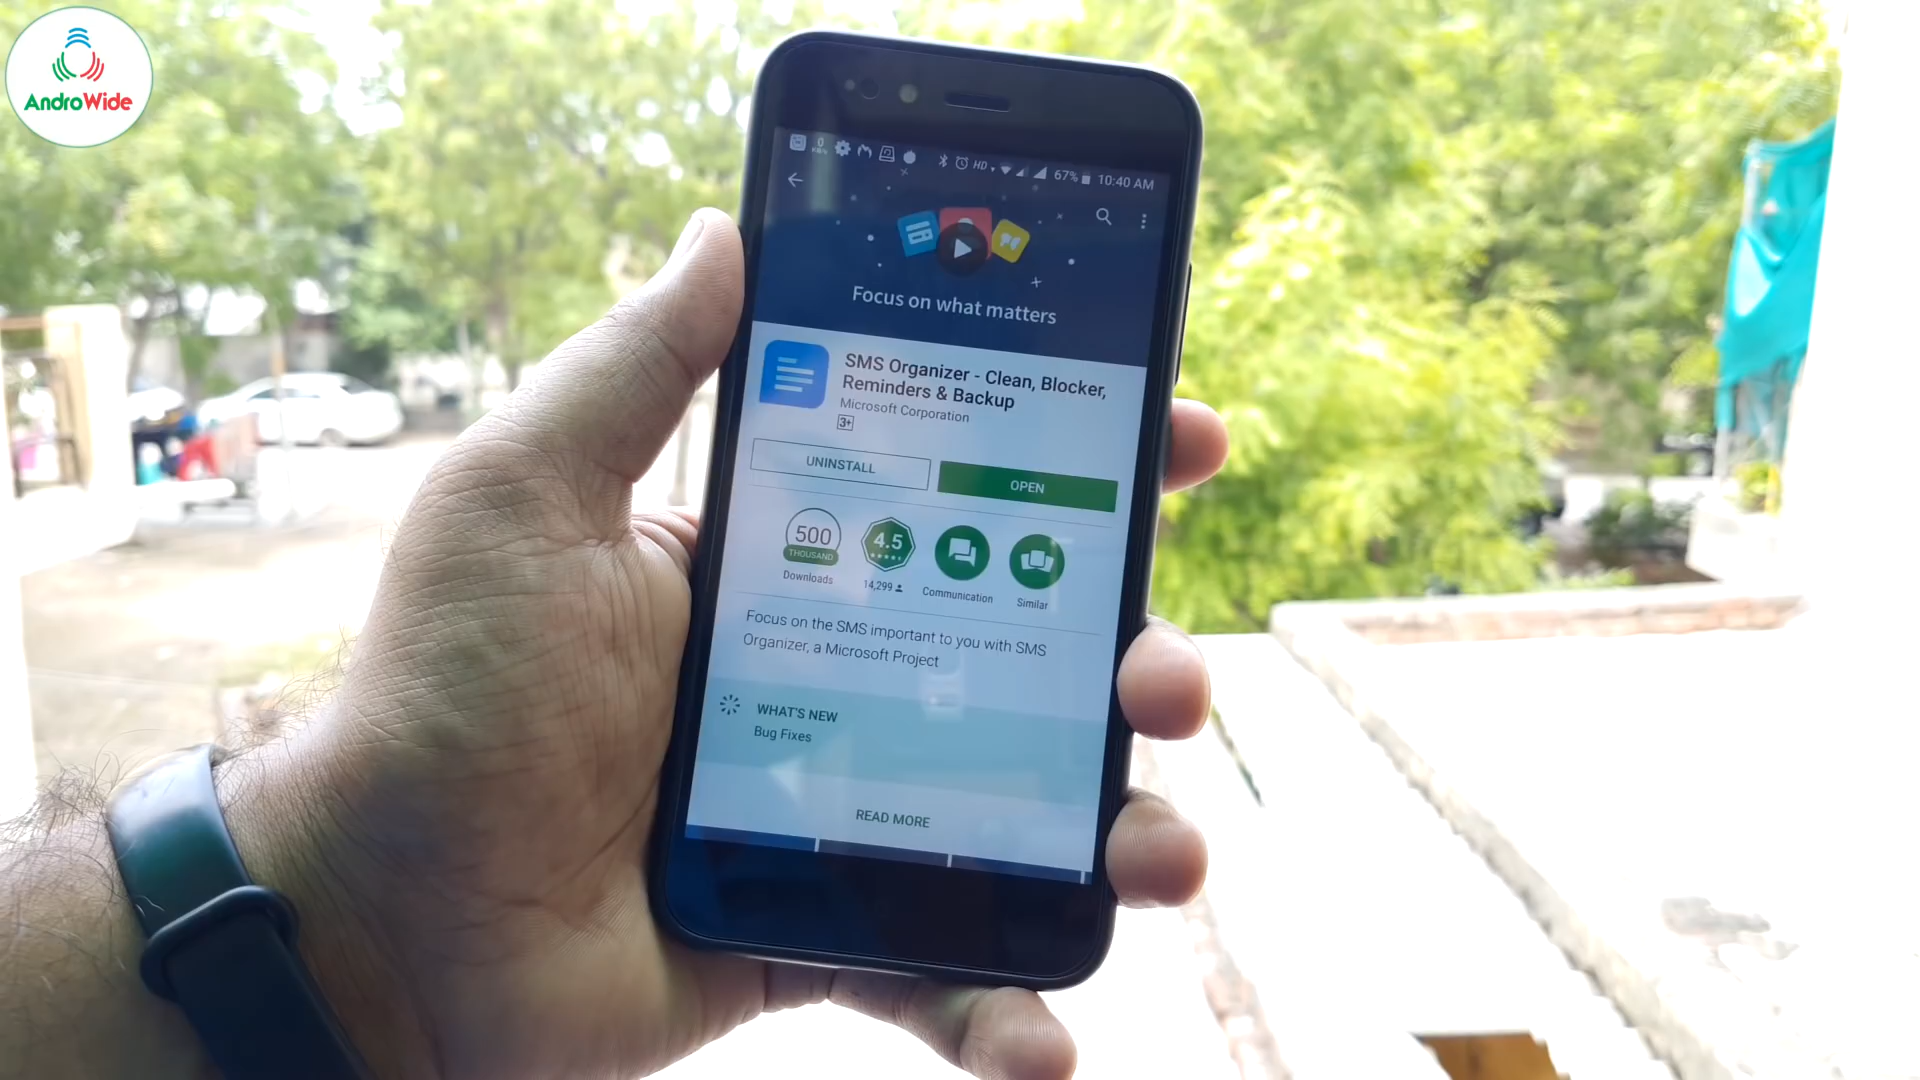 AndroWide
0
KB/s
HD
67%
10:40 AM
Focus on what matters
SMS Organizer - Clean, Blocker,
Reminders & Backup
Microsoft Corporation
3+
UNINSTALL
OPEN
500
THOUSAND
Downloads
4.5
14,299
Communication
Similar
Focus on the SMS important to you with SMS
Organizer, a Microsoft Project
WHAT'S NEW
Bug Fixes
READ MORE